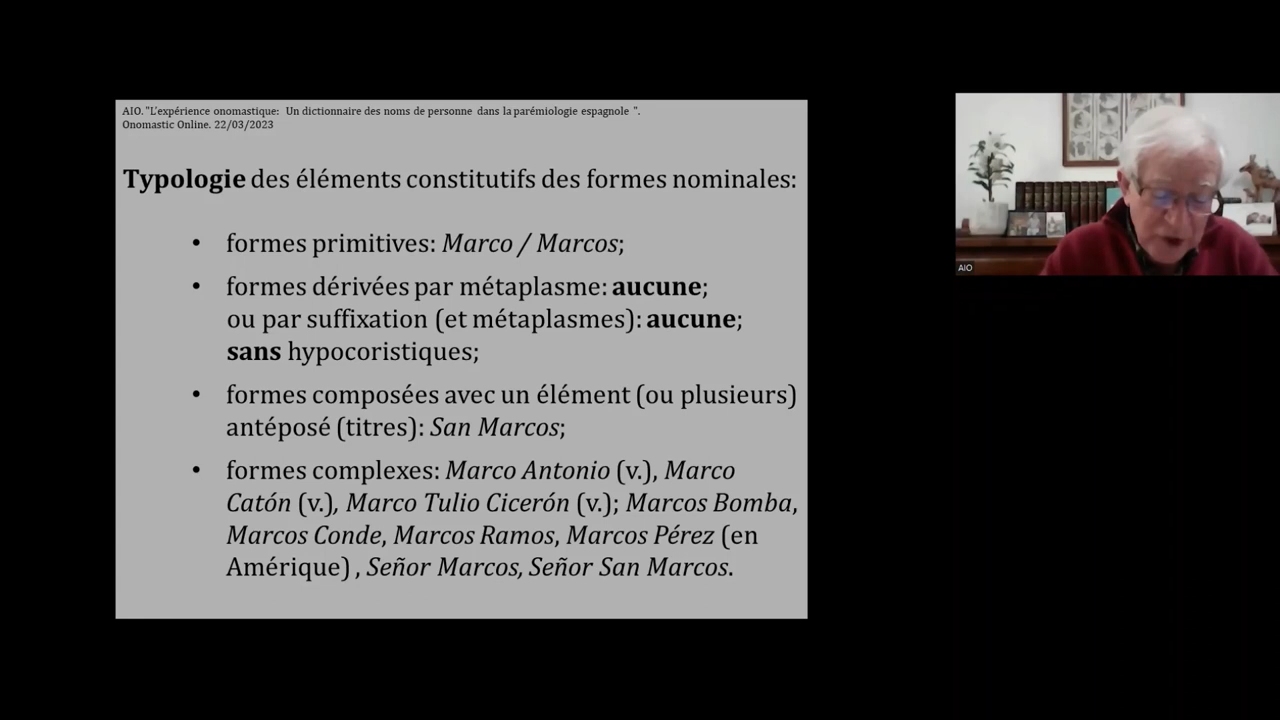 AIO. "L'expérience onomastique: Un dictionnaire des noms de personne dans la parémiologie espagnole ".
Onomastic Online. 22/03/2023
Typologie des éléments constitutifs des formes nominales:
• formes primitives: Marco / Marcos;
• formes dérivées par métaplasme: aucune;
ou par suffixation (et métaplasmes): aucune;
sans hypocoristiques;
• formes composées avec un élément (ou plusieurs)
antéposé (titres): San Marcos;
• formes complexes: Marco Antonio (v.), Marco
Catón (v.), Marco Tulio Cicerón (v.); Marcos Bomba,
Marcos Conde, Marcos Ramos, Marcos Pérez (en
Amérique) , Señor Marcos, Señor San Marcos.
AIO